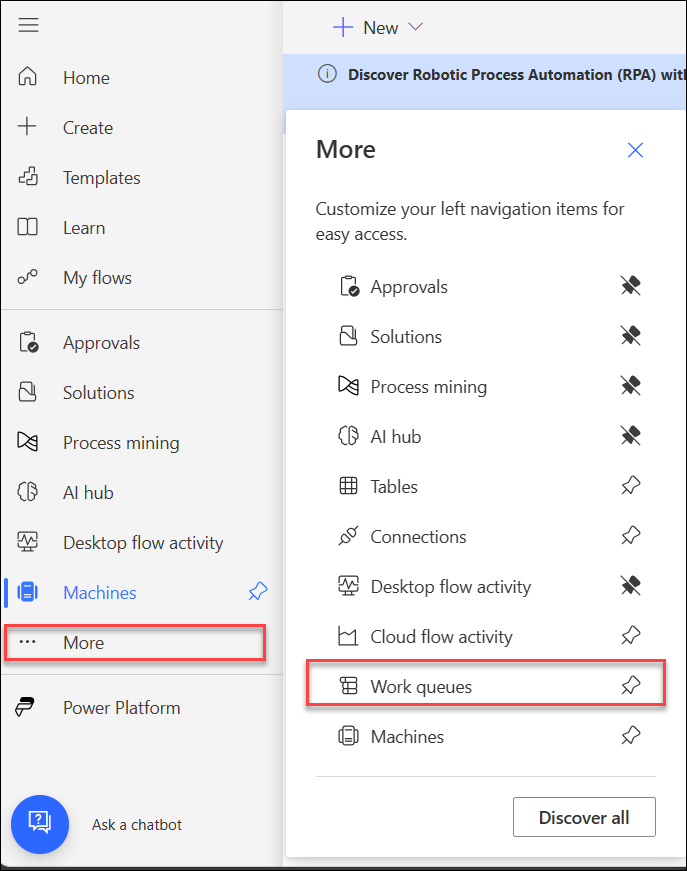 Home
Create
Templates
Learn
My flows
Approvals
Solutions
Process mining
AI hub
Desktop flow activity
Machines
More
Power Platform
Ask a chatbot
New
Discover Robotic Process Automation (RPA) with
More
Customize your left navigation items for
easy access.
Approvals
Solutions
Process mining
AI hub
Tables
Connections
Desktop flow activity
Cloud flow activity
Work queues
Machines
Discover all